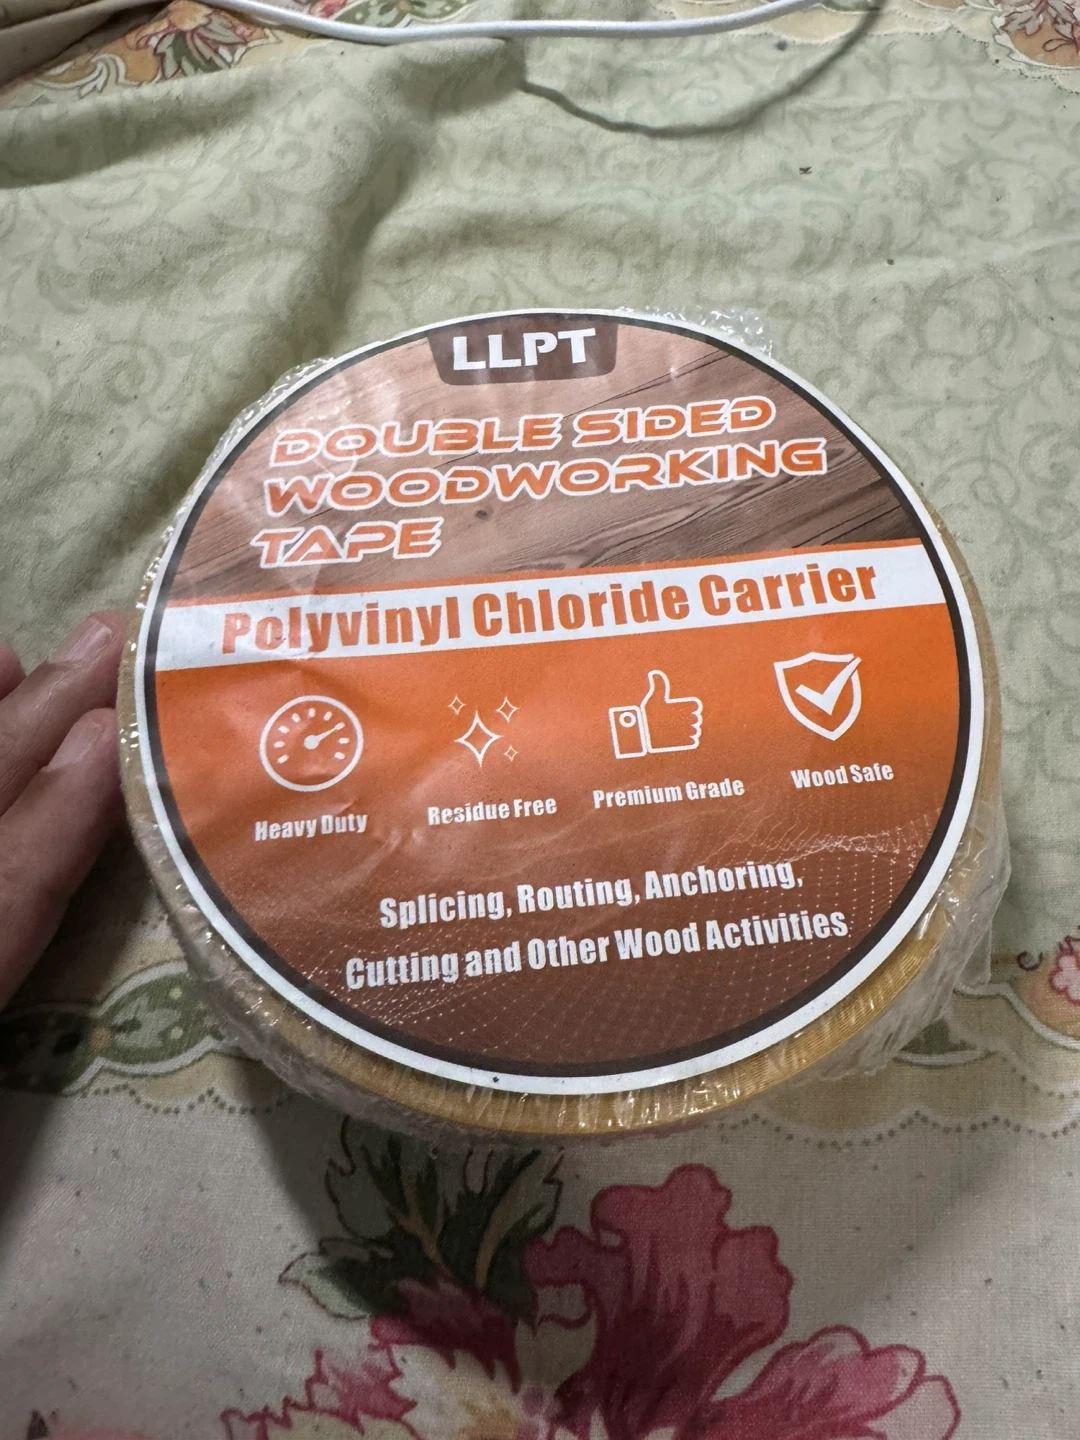 LLPT
DOUBLE SIDED
WOODWORKING
TAPE
Polyvinyl Chloride Carrier
Heavy Duty
Residue Free
Premium Grade
Wood Safe
Splicing, Routing, Anchoring,
Cutting and Other Wood Activities